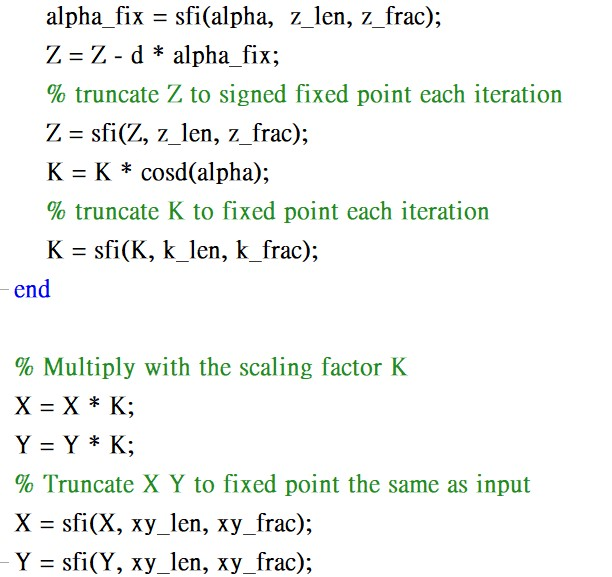 alpha_fix = sfi(alpha,  z_len, z_frac);
Z = Z - d * alpha_fix;
% truncate Z to signed fixed point each iteration
Z = sfi(Z, z_len, z_frac);
K = K * cosd(alpha);
% truncate K to fixed point each iteration
K = sfi(K, k_len, k_frac);
end
% Multiply with the scaling factor K
X = X * K;
Y = Y * K;
% Truncate X Y to fixed point the same as input
X = sfi(X, xy_len, xy_frac);
Y = sfi(Y, xy_len, xy_frac);